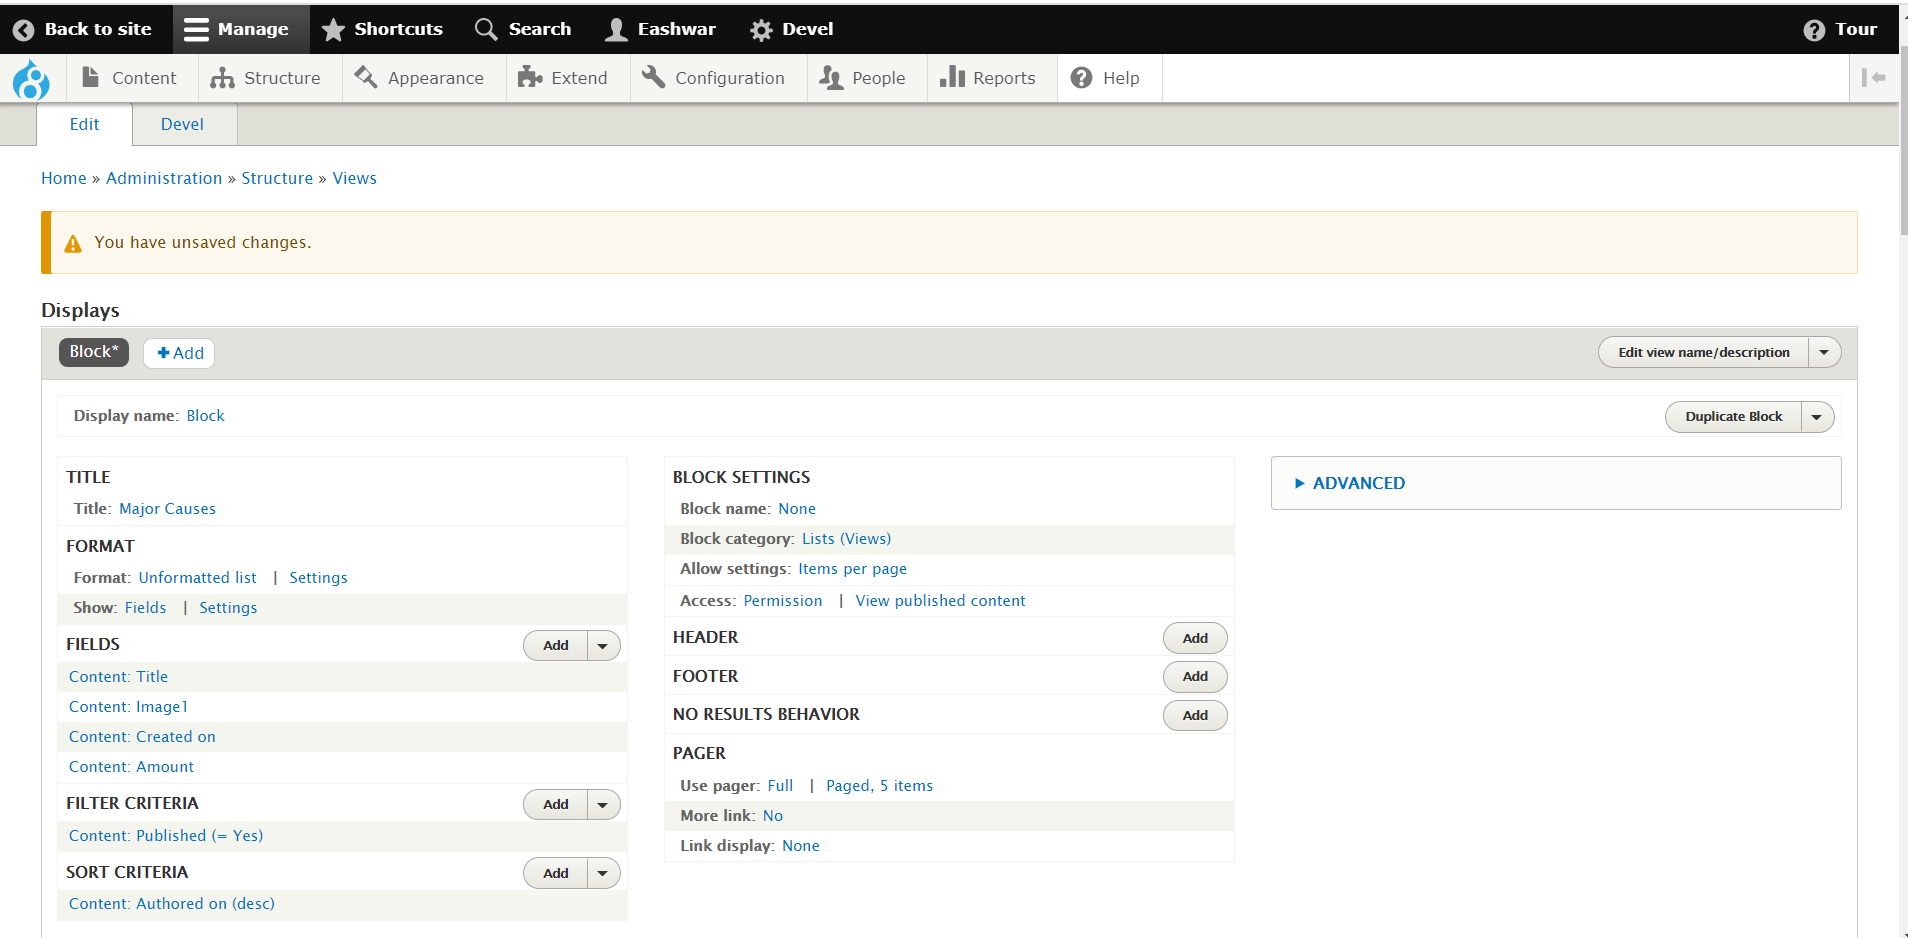 Back to site Manage Shortcuts Search Eashwar Devel Tour
Content Structure Appearance Extend Configuration People Reports Help
Edit Devel
Home » Administration » Structure » Views
You have unsaved changes.
Displays
Block* Add Edit view name/description
Display name: Block Duplicate Block
TITLE
Title: Major Causes
FORMAT
Format: Unformatted list | Settings
Show: Fields | Settings
FIELDS Add
Content: Title
Content: Image1
Content: Created on
Content: Amount
FILTER CRITERIA Add
Content: Published (= Yes)
SORT CRITERIA Add
Content: Authored on (desc)
BLOCK SETTINGS
Block name: None
Block category: Lists (Views)
Allow settings: Items per page
Access: Permission | View published content
HEADER Add
FOOTER Add
NO RESULTS BEHAVIOR Add
PAGER
Use pager: Full | Paged, 5 items
More link: No
Link display: None
ADVANCED